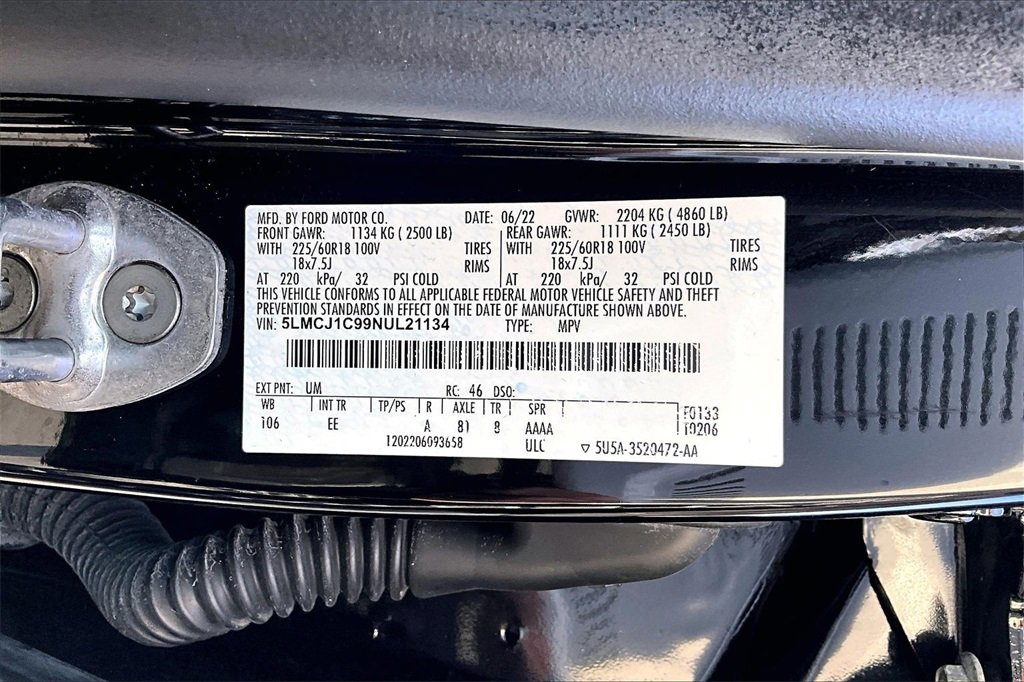 MFD. BY FORD MOTOR CO. DATE: 06/22 GVWR: 2204 KG ( 4860 LB)
FRONT GAWR: 1134 KG ( 2500 LB) REAR GAWR: 1111 KG ( 2450 LB)
WITH 225/60R18 100V TIRES WITH 225/60R18 100V TIRES
18x7.5J RIMS 18x7.5J RIMS
AT 220 kPa/ 32 PSI COLD AT 220 kPa/ 32 PSI COLD
THIS VEHICLE CONFORMS TO ALL APPLICABLE FEDERAL MOTOR VEHICLE SAFETY AND THEFT
PREVENTION STANDARDS IN EFFECT ON THE DATE OF MANUFACTURE SHOWN ABOVE.
VIN: 5LMCJ1C99NUL21134 TYPE: MPV
EXT PNT: UM RC: 46 DSO:
WB INT TR TP/PS R AXLE TR SPR F0133
106 EE A 81 8 AAAA T0206
1202206093658 ULC ▽ 5U5A-3520472-AA